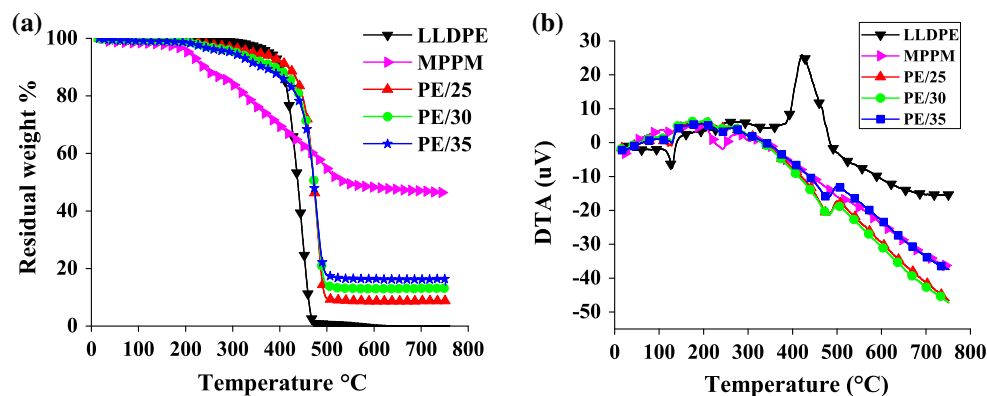 (a)
100
80
60
40
20
0
Residual weight %
0 100 200 300 400 500 600 700 800
Temperature °C
LLDPE
MPPM
PE/25
PE/30
PE/35
(b)
30
20
10
0
-10
-20
-30
-40
-50
DTA (uV)
0 100 200 300 400 500 600 700 800
Temperature (°C)
LLDPE
MPPM
PE/25
PE/30
PE/35